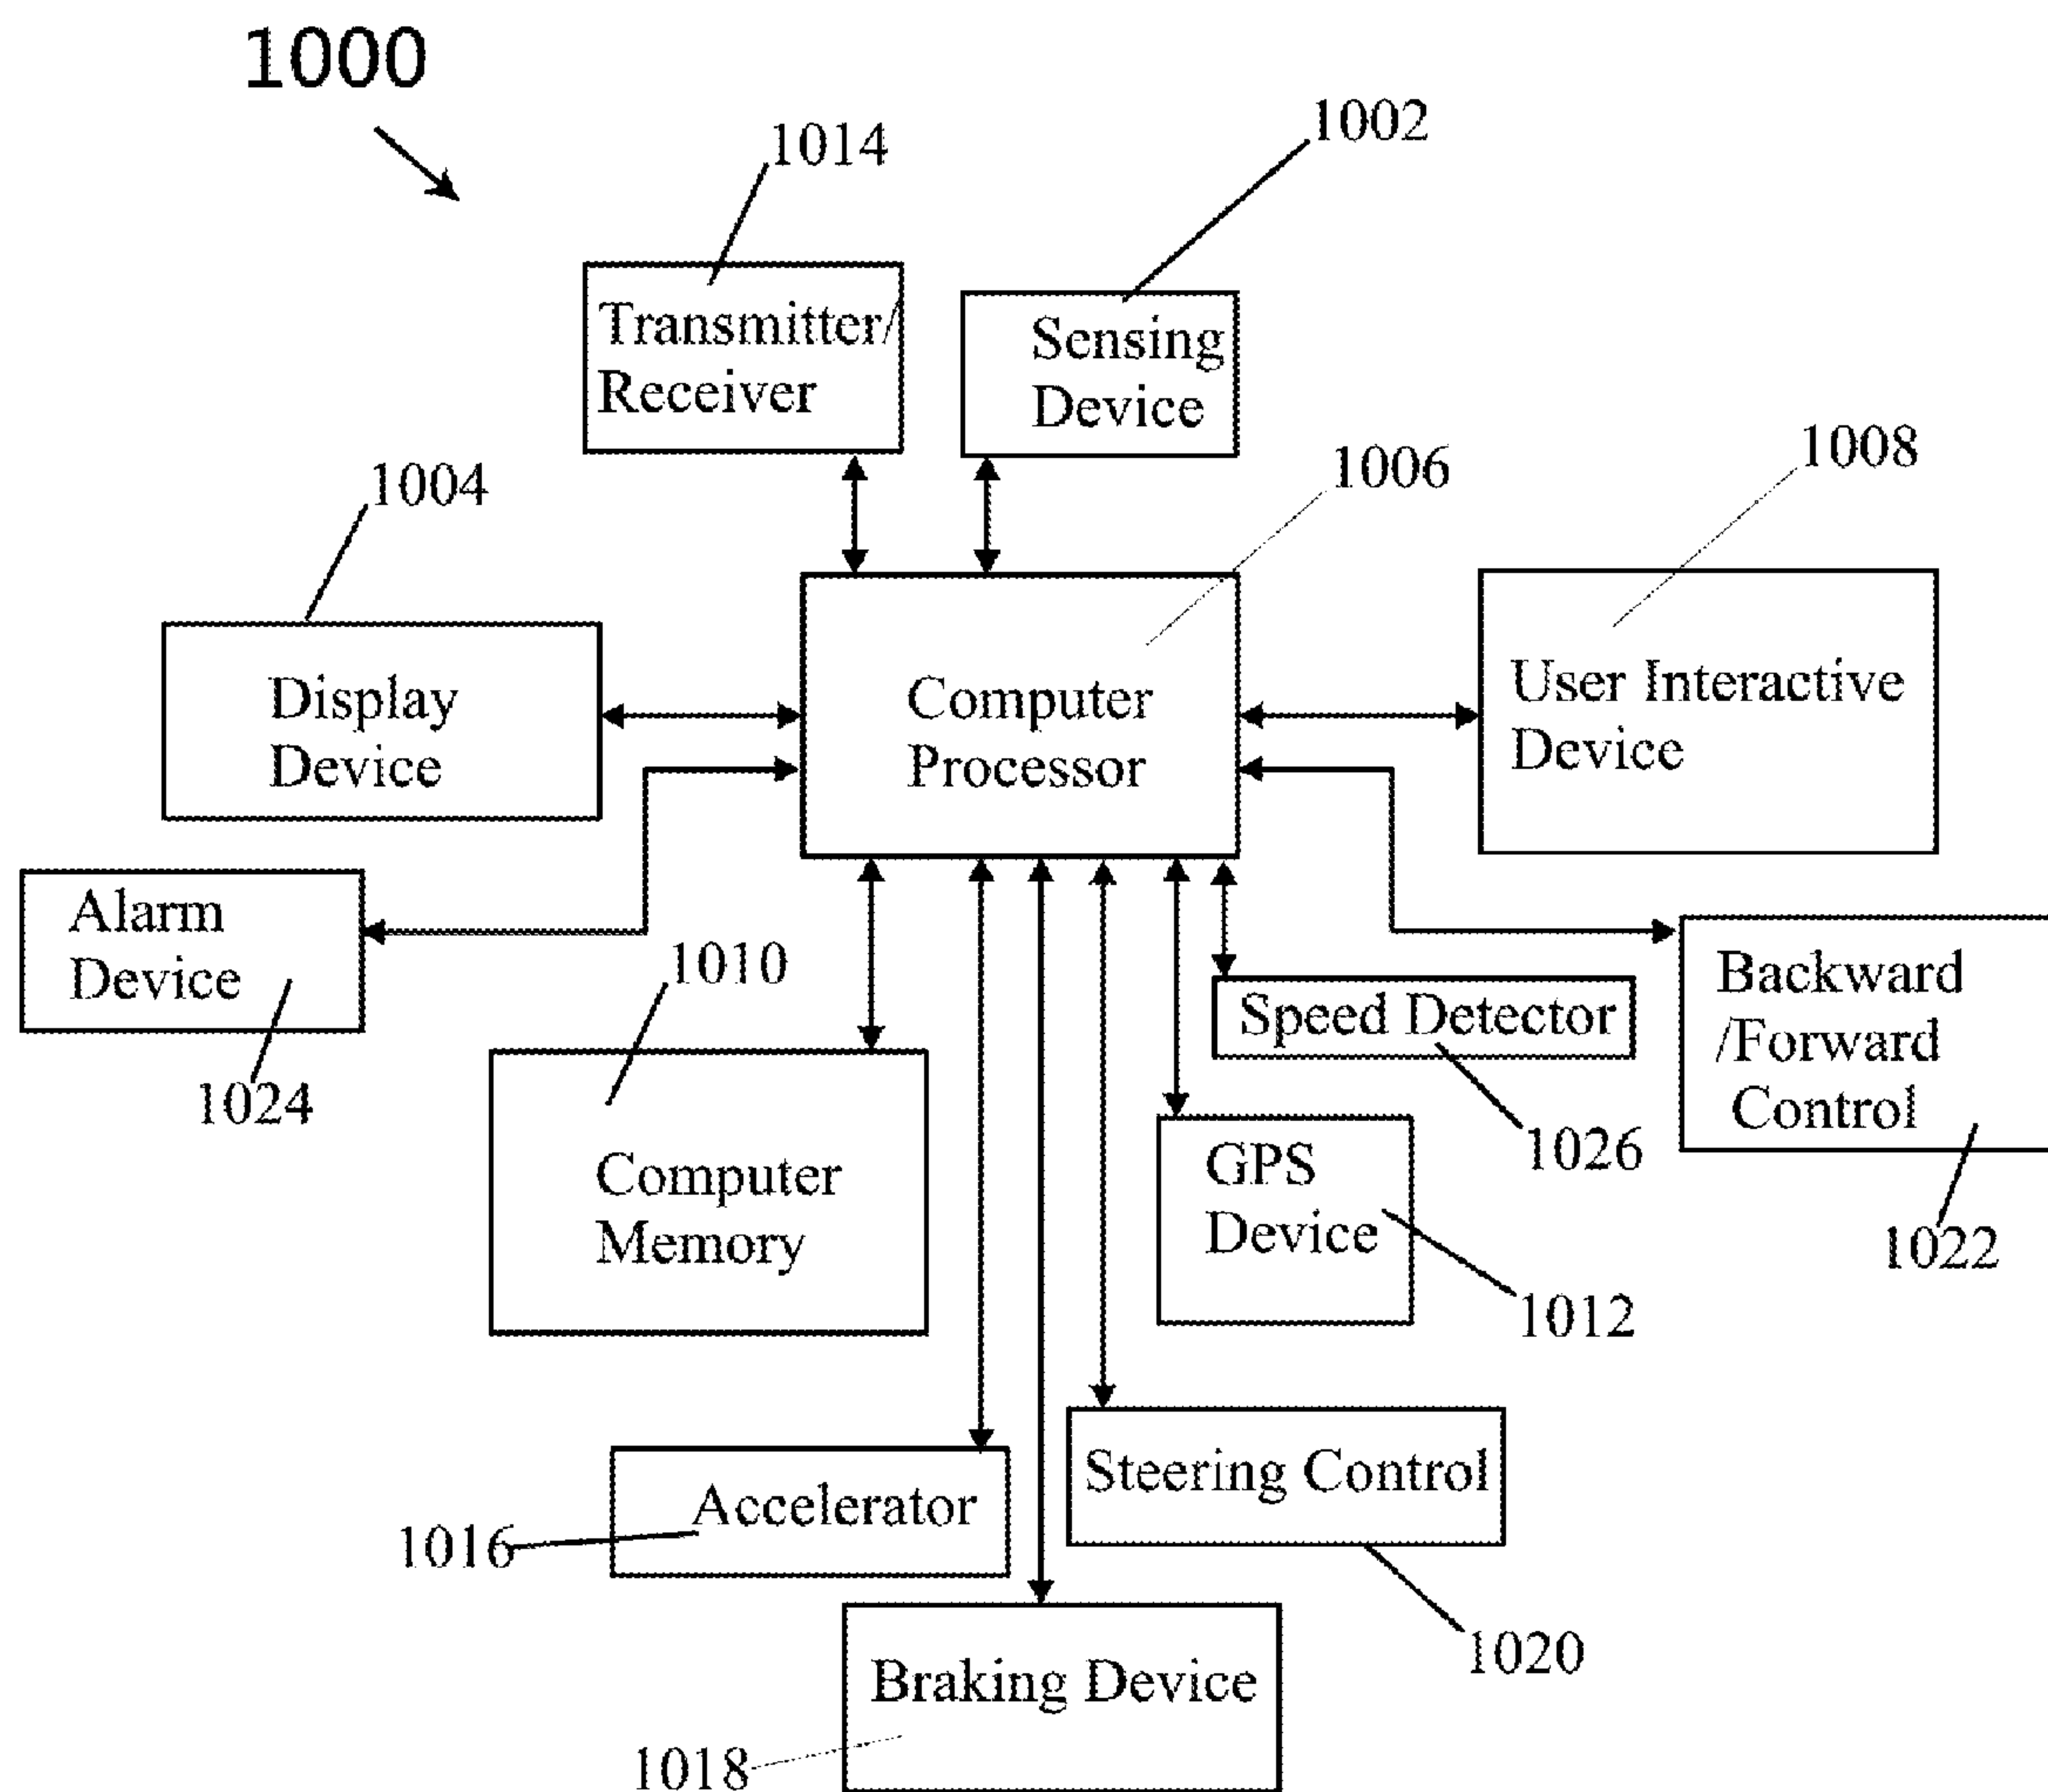 1000
1014
1002
Transmitter/
Receiver
Sensing
Device
1004
1006
1008
Display
Device
Computer
Processor
User Interactive
Device
Alarm
Device
1024
1010
Computer
Memory
Speed Detector
1026
Backward
/Forward
Control
1022
GPS
Device
1012
Accelerator
1016
Steering Control
1020
Braking Device
1018